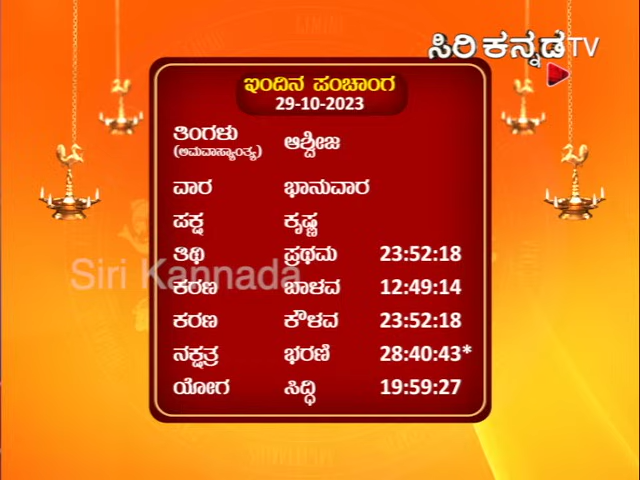 ಸಿರಿ ಕನ್ನಡ TV
ಇಂದಿನ ಪಂಚಾಂಗ
29-10-2023
ತಿಂಗಳು ಆಶ್ವೀಜ
(ಅಮವಾಸ್ಯಾಂತ್ಯ)
ವಾರ ಭಾನುವಾರ
ಪಕ್ಷ ಕೃಷ್ಣ
ತಿಥಿ ಪ್ರಥಮ 23:52:18
Siri Kannada
ಕರಣ ಬಾಳವ 12:49:14
ಕರಣ ಕೌಳವ 23:52:18
ನಕ್ಷತ್ರ ಭರಣಿ 28:40:43*
ಯೋಗ ಸಿದ್ಧಿ 19:59:27